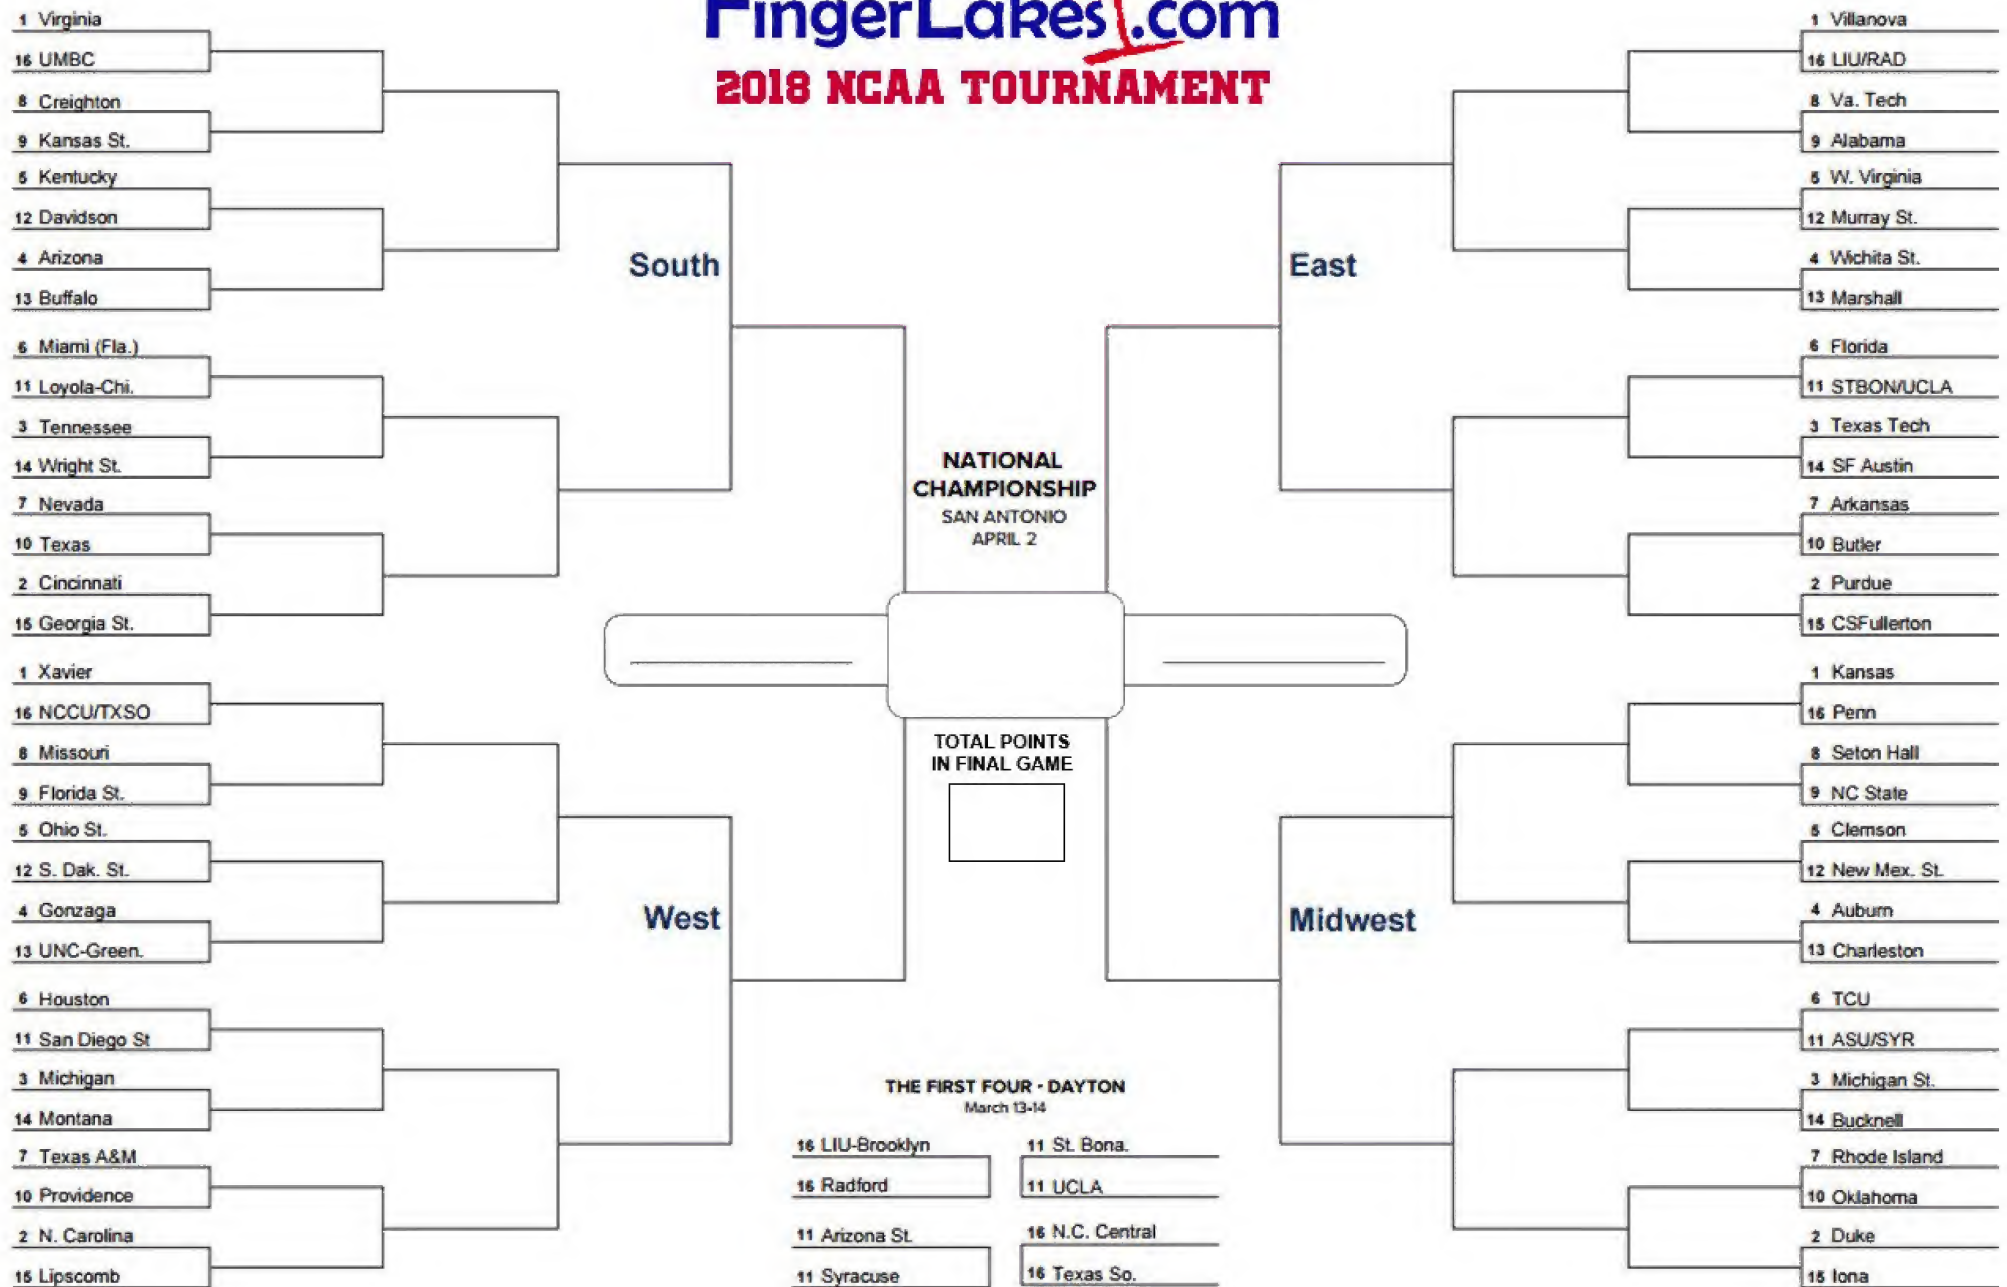 FingerLakes1.com
2018 NCAA TOURNAMENT
1 Virginia
16 UMBC
8 Creighton
9 Kansas St.
5 Kentucky
12 Davidson
4 Arizona
13 Buffalo
6 Miami (Fla.)
11 Loyola-Chi.
3 Tennessee
14 Wright St.
7 Nevada
10 Texas
2 Cincinnati
15 Georgia St.
South
1 Xavier
16 NCCU/TXSO
8 Missouri
9 Florida St.
5 Ohio St.
12 S. Dak. St.
4 Gonzaga
13 UNC-Green.
6 Houston
11 San Diego St
3 Michigan
14 Montana
7 Texas A&M
10 Providence
2 N. Carolina
15 Lipscomb
West
NATIONAL
CHAMPIONSHIP
SAN ANTONIO
APRIL 2
TOTAL POINTS
IN FINAL GAME
THE FIRST FOUR - DAYTON
March 13-14
16 LIU-Brooklyn
16 Radford
11 Arizona St.
11 Syracuse
11 St. Bona.
11 UCLA
16 N.C. Central
16 Texas So.
East
1 Villanova
16 LIU/RAD
8 Va. Tech
9 Alabama
5 W. Virginia
12 Murray St.
4 Wichita St.
13 Marshall
6 Florida
11 STBON/UCLA
3 Texas Tech
14 SF Austin
7 Arkansas
10 Butler
2 Purdue
15 CSFullerton
Midwest
1 Kansas
16 Penn
8 Seton Hall
9 NC State
5 Clemson
12 New Mex. St.
4 Auburn
13 Charleston
6 TCU
11 ASU/SYR
3 Michigan St.
14 Bucknell
7 Rhode Island
10 Oklahoma
2 Duke
15 Iona